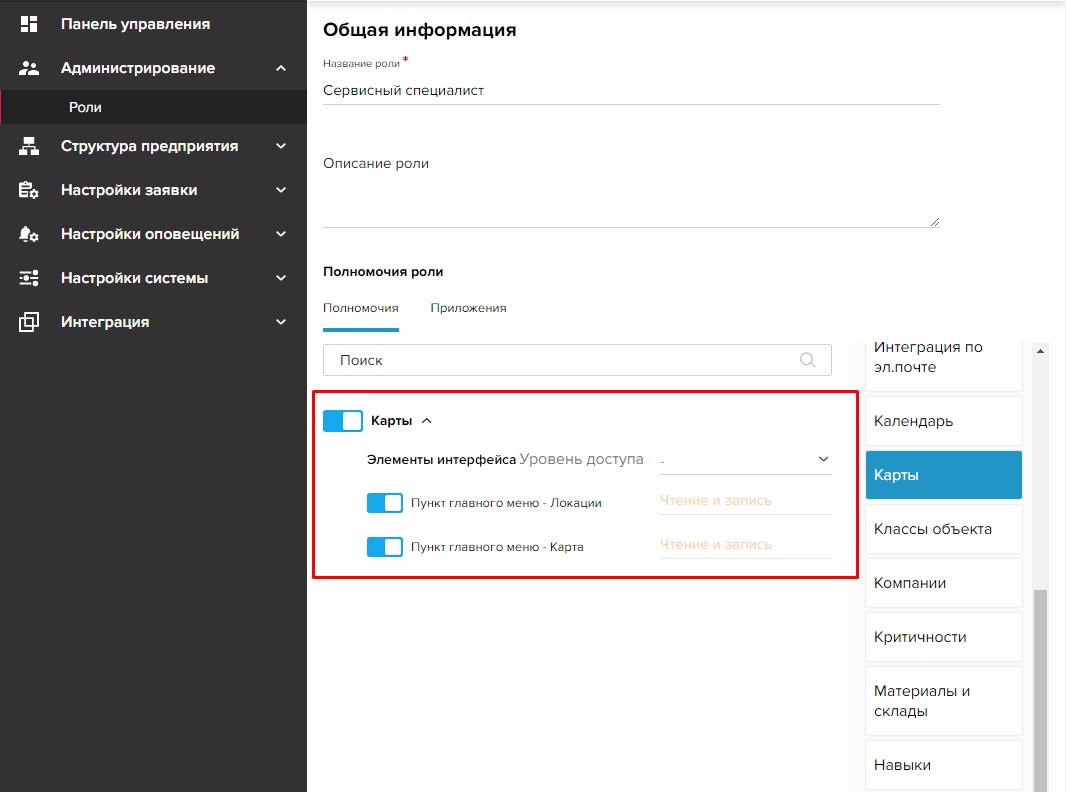 Панель управления
Администрирование
Роли
Структура предприятия
Настройки заявки
Настройки оповещений
Настройки системы
Интеграция
Общая информация
Название роли *
Сервисный специалист
Описание роли
Полномочия роли
Полномочия Приложения
Поиск
Карты
Элементы интерфейса Уровень доступа -
Пункт главного меню - Локации Чтение и запись
Пункт главного меню - Карта Чтение и запись
Интеграция по
эл.почте
Календарь
Карты
Классы объекта
Компании
Критичности
Материалы и
склады
Навыки